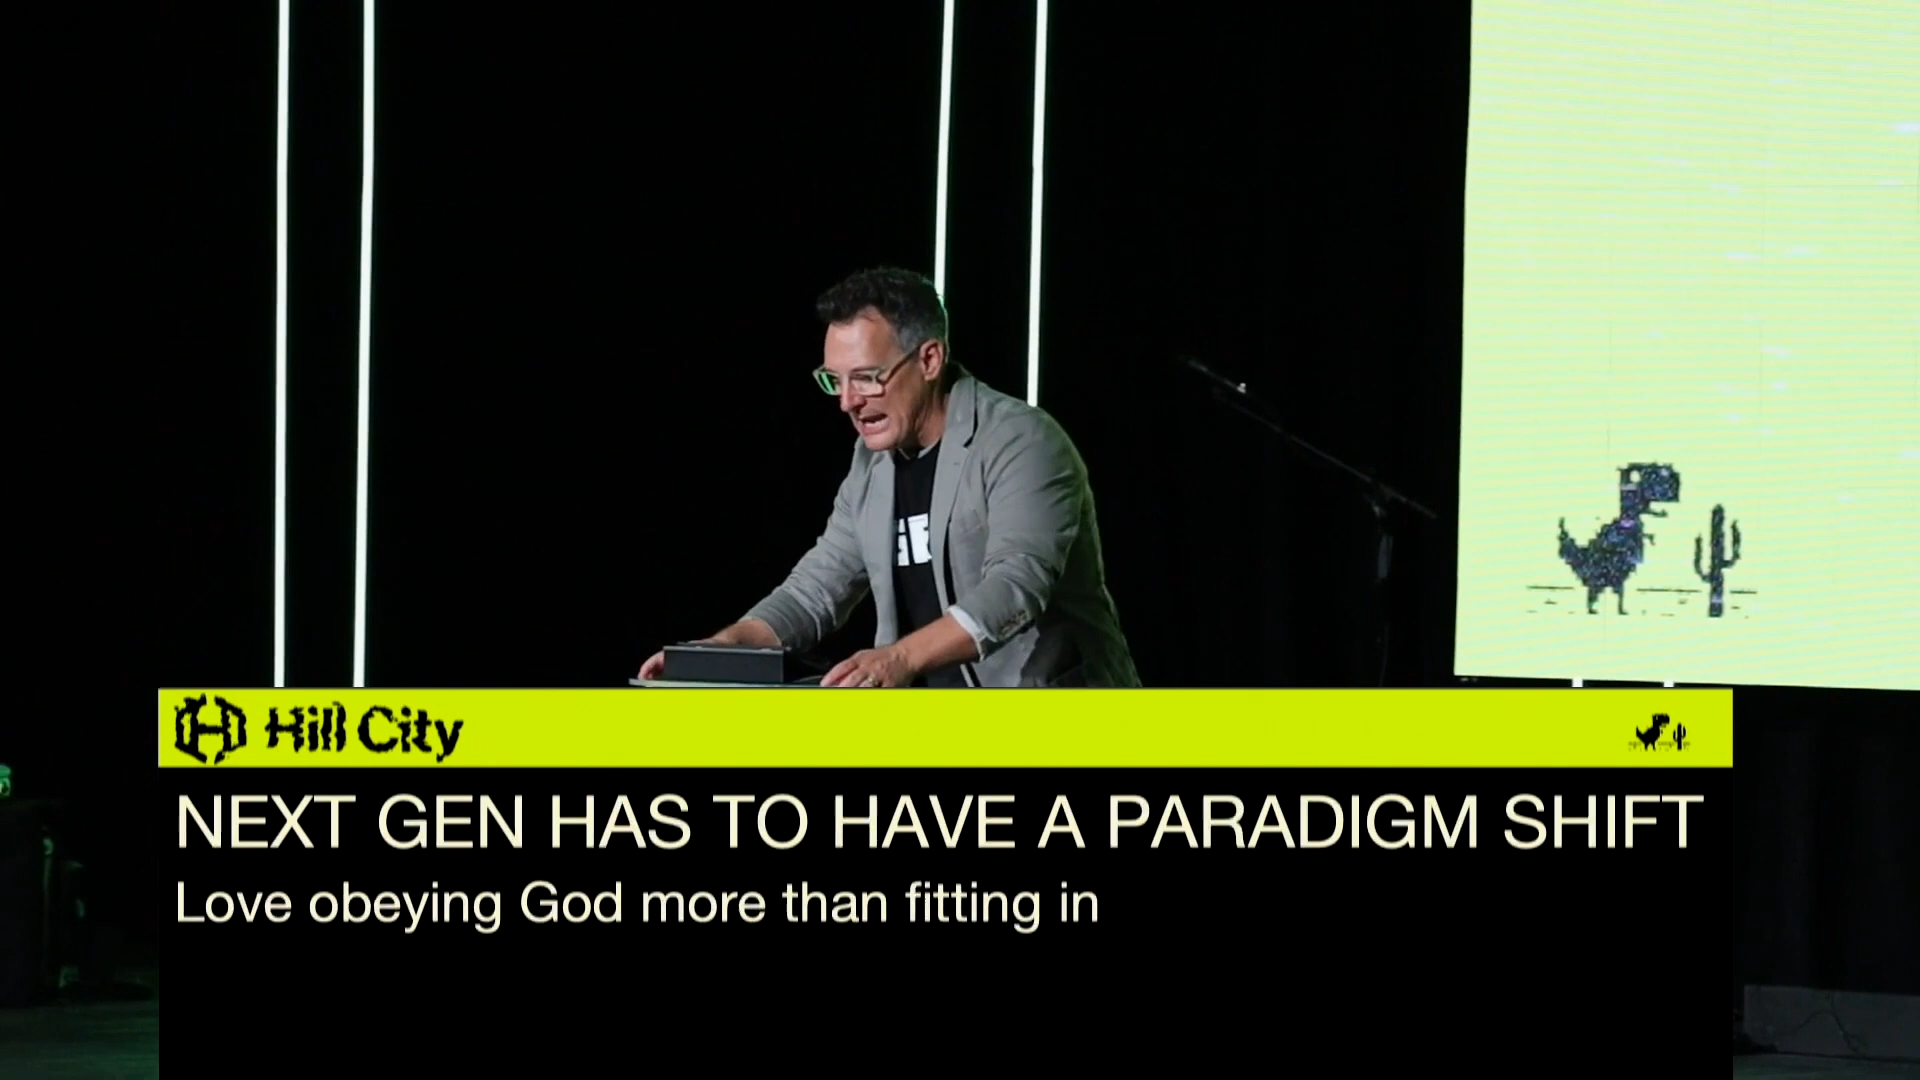 Hill City
NEXT GEN HAS TO HAVE A PARADIGM SHIFT
Love obeying God more than fitting in